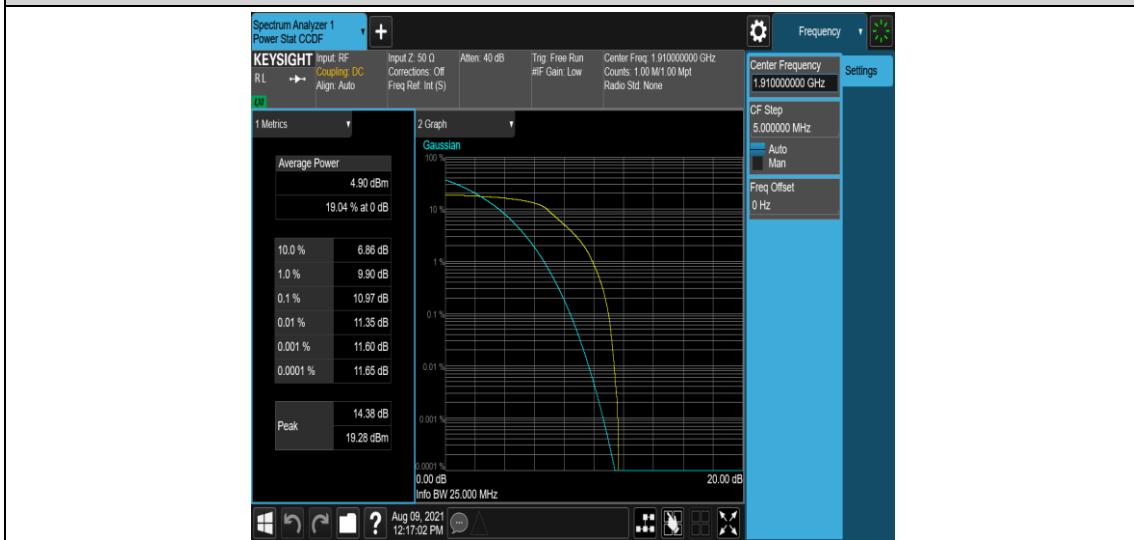 Spectrum Analyzer 1
Power Stat CCDF
Frequency
KEYSIGHT
RL
LXI
Input: RF
Coupling: DC
Align: Auto
Input Z: 50 Ω
Corrections: Off
Freq Ref: Int (S)
Atten: 40 dB
Trig: Free Run
#IF Gain: Low
Center Freq: 1.910000000 GHz
Counts: 1.00 M/1.00 Mpt
Radio Std: None
Center Frequency
1.910000000 GHz
Settings
CF Step
5.000000 MHz
Auto
Man
Freq Offset
0 Hz
1 Metrics
Average Power
4.90 dBm
19.04 % at 0 dB
10.0 % 6.86 dB
1.0 % 9.90 dB
0.1 % 10.97 dB
0.01 % 11.35 dB
0.001 % 11.60 dB
0.0001 % 11.65 dB
Peak
14.38 dB
19.28 dBm
2 Graph
Gaussian
100 %
10 %
1 %
0.1 %
0.01 %
0.001 %
0.0001 %
0.00 dB 20.00 dB
Info BW 25.000 MHz
?
Aug 09, 2021
12:17:02 PM